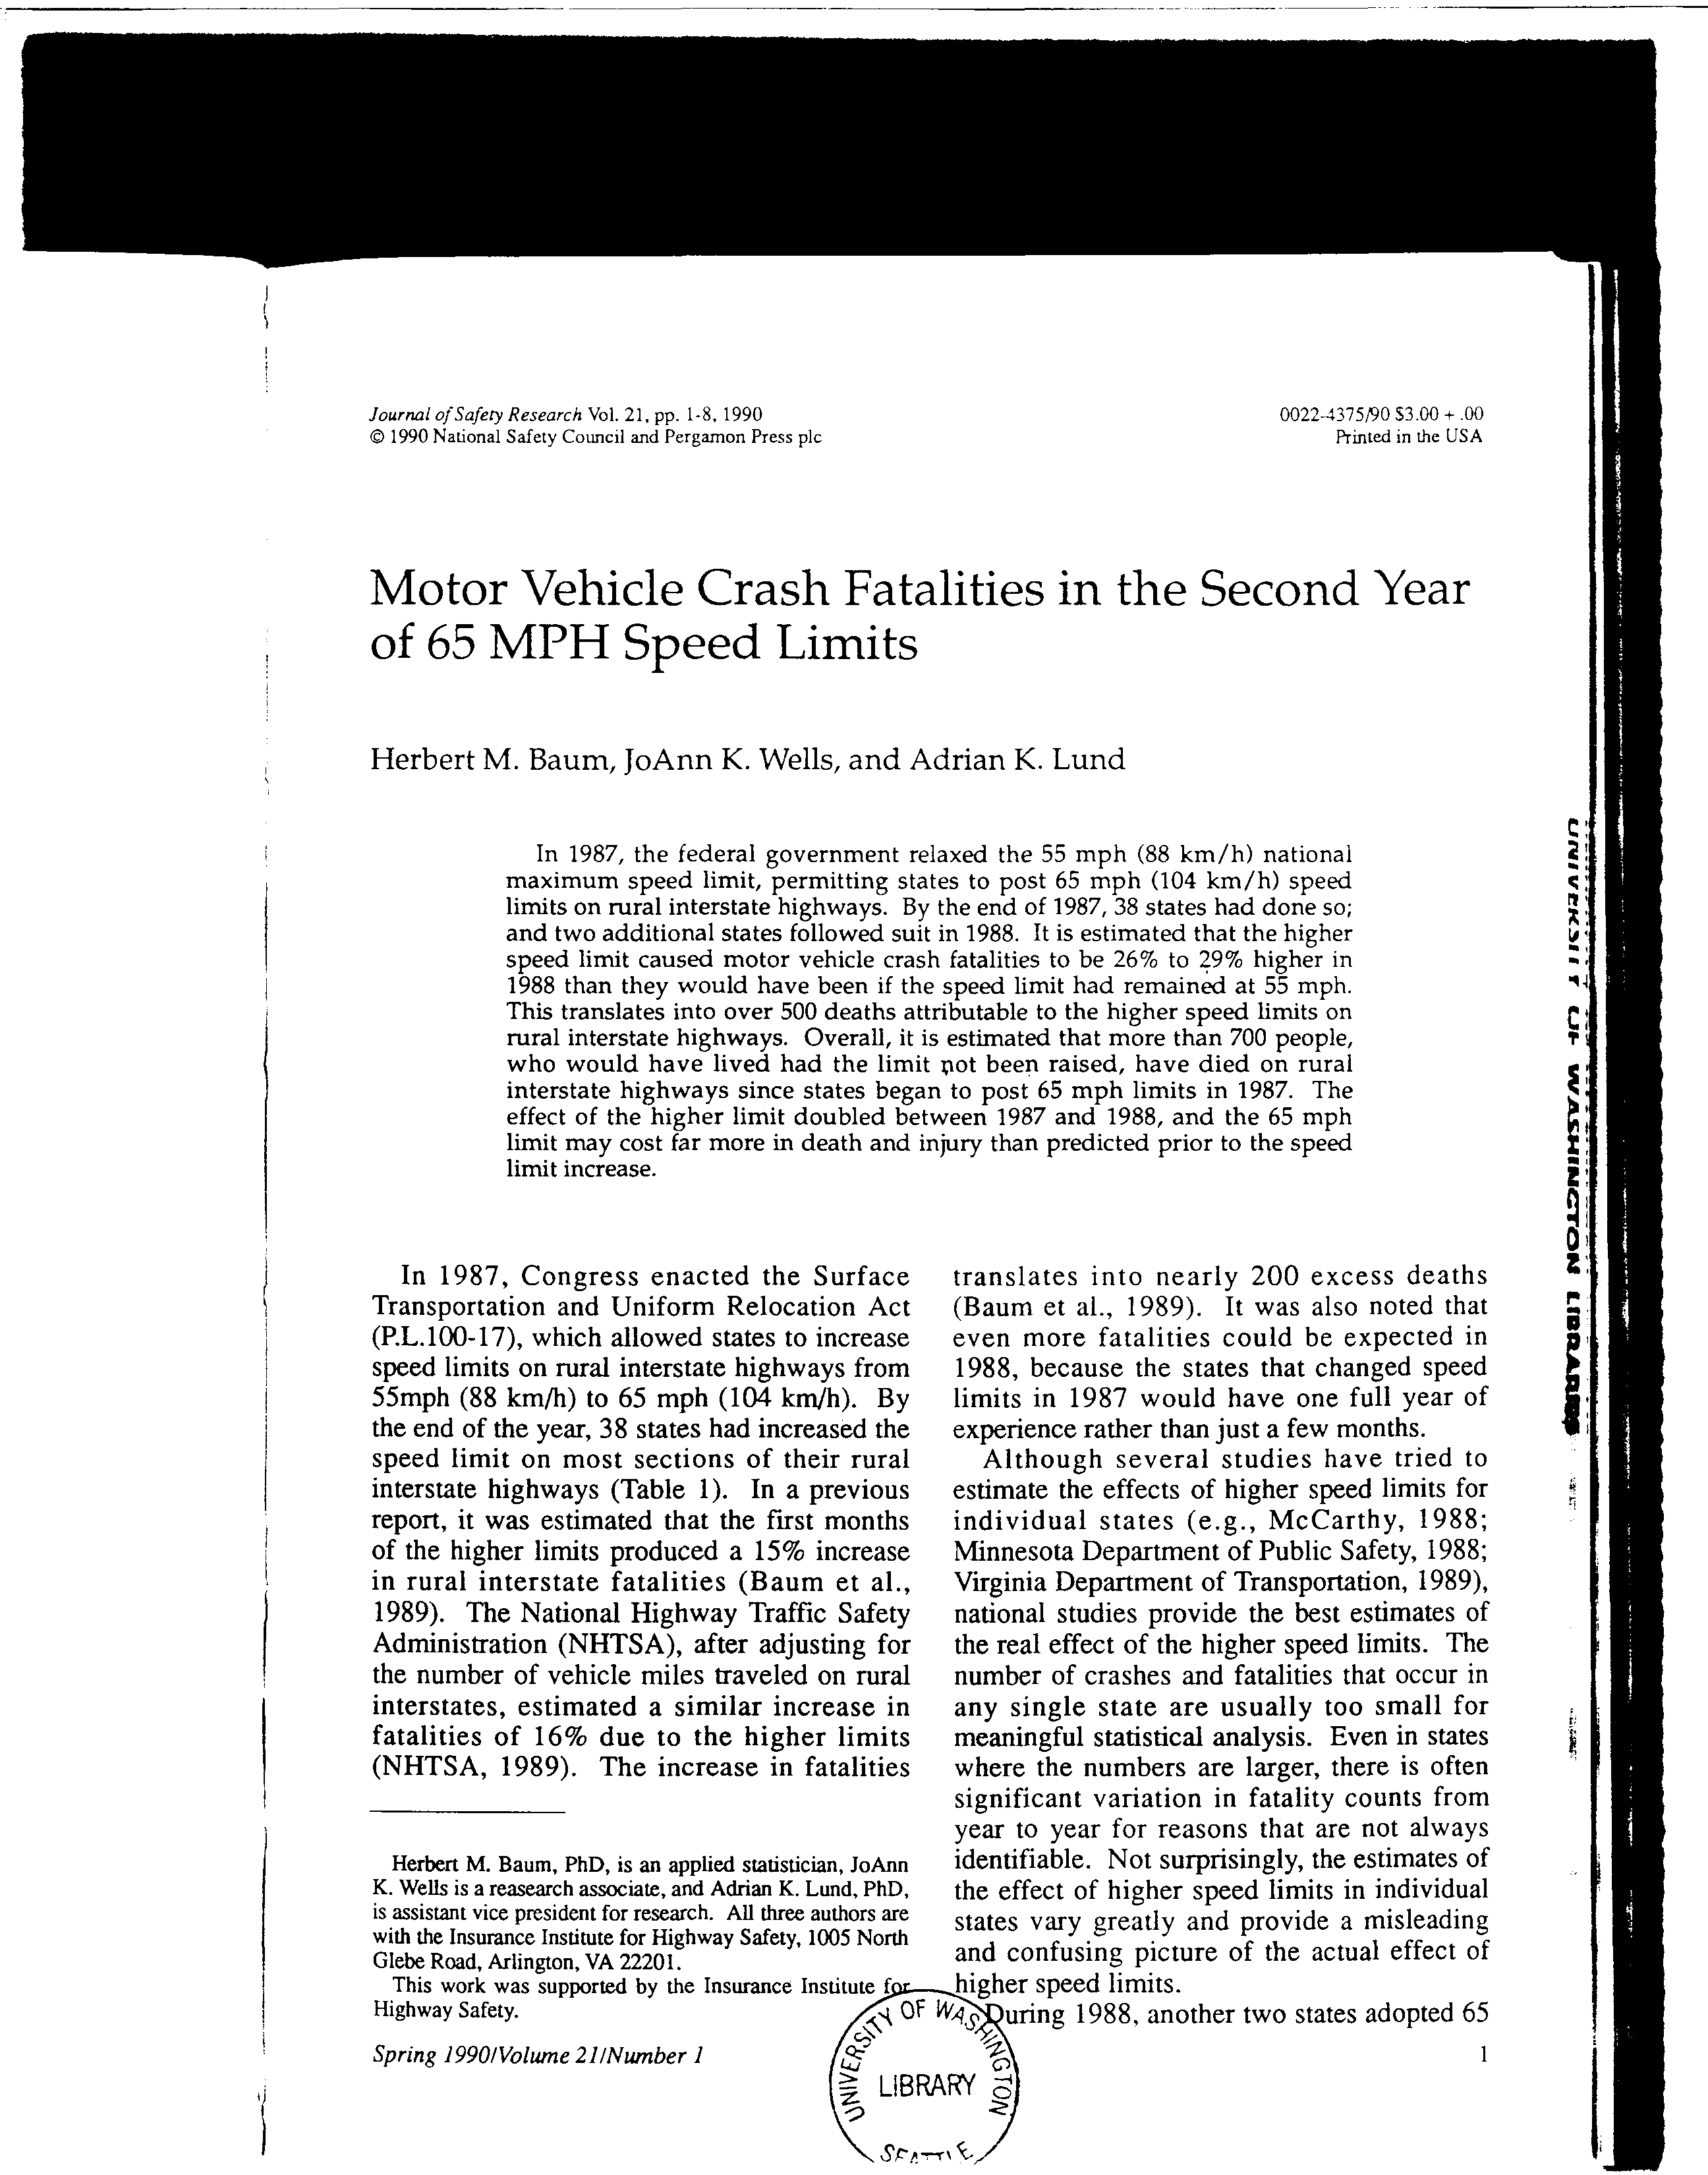 Journal of Safety Research Vol. 21, pp. 1-8, 1990
© 1990 National Safety Council and Pergamon Press plc
0022-4375/90 $3.00 + .00
Printed in the USA
Motor Vehicle Crash Fatalities in the Second Year
of 65 MPH Speed Limits
Herbert M. Baum, JoAnn K. Wells, and Adrian K. Lund
In 1987, the federal government relaxed the 55 mph (88 km/h) national
maximum speed limit, permitting states to post 65 mph (104 km/h) speed
limits on rural interstate highways. By the end of 1987, 38 states had done so;
and two additional states followed suit in 1988. It is estimated that the higher
speed limit caused motor vehicle crash fatalities to be 26% to 29% higher in
1988 than they would have been if the speed limit had remained at 55 mph.
This translates into over 500 deaths attributable to the higher speed limits on
rural interstate highways. Overall, it is estimated that more than 700 people,
who would have lived had the limit not been raised, have died on rural
interstate highways since states began to post 65 mph limits in 1987. The
effect of the higher limit doubled between 1987 and 1988, and the 65 mph
limit may cost far more in death and injury than predicted prior to the speed
limit increase.
In 1987, Congress enacted the Surface
Transportation and Uniform Relocation Act
(P.L.100-17), which allowed states to increase
speed limits on rural interstate highways from
55mph (88 km/h) to 65 mph (104 km/h). By
the end of the year, 38 states had increased the
speed limit on most sections of their rural
interstate highways (Table 1). In a previous
report, it was estimated that the first months
of the higher limits produced a 15% increase
in rural interstate fatalities (Baum et al.,
1989). The National Highway Traffic Safety
Administration (NHTSA), after adjusting for
the number of vehicle miles traveled on rural
interstates, estimated a similar increase in
fatalities of 16% due to the higher limits
(NHTSA, 1989). The increase in fatalities
Herbert M. Baum, PhD, is an applied statistician, JoAnn
K. Wells is a reasearch associate, and Adrian K. Lund, PhD,
is assistant vice president for research. All three authors are
with the Insurance Institute for Highway Safety, 1005 North
Glebe Road, Arlington, VA 22201.
This work was supported by the Insurance Institute for
Highway Safety.
translates into nearly 200 excess deaths
(Baum et al., 1989). It was also noted that
even more fatalities could be expected in
1988, because the states that changed speed
limits in 1987 would have one full year of
experience rather than just a few months.
Although several studies have tried to
estimate the effects of higher speed limits for
individual states (e.g., McCarthy, 1988;
Minnesota Department of Public Safety, 1988;
Virginia Department of Transportation, 1989),
national studies provide the best estimates of
the real effect of the higher speed limits. The
number of crashes and fatalities that occur in
any single state are usually too small for
meaningful statistical analysis. Even in states
where the numbers are larger, there is often
significant variation in fatality counts from
year to year for reasons that are not always
identifiable. Not surprisingly, the estimates of
the effect of higher speed limits in individual
states vary greatly and provide a misleading
and confusing picture of the actual effect of
higher speed limits.
During 1988, another two states adopted 65
Spring 1990/Volume 21/Number 1
1
UNIVERSITY OF WASHINGTON
LIBRARY
SEATTLE
UNIVERSITY OF WASHINGTON LIBRARIES